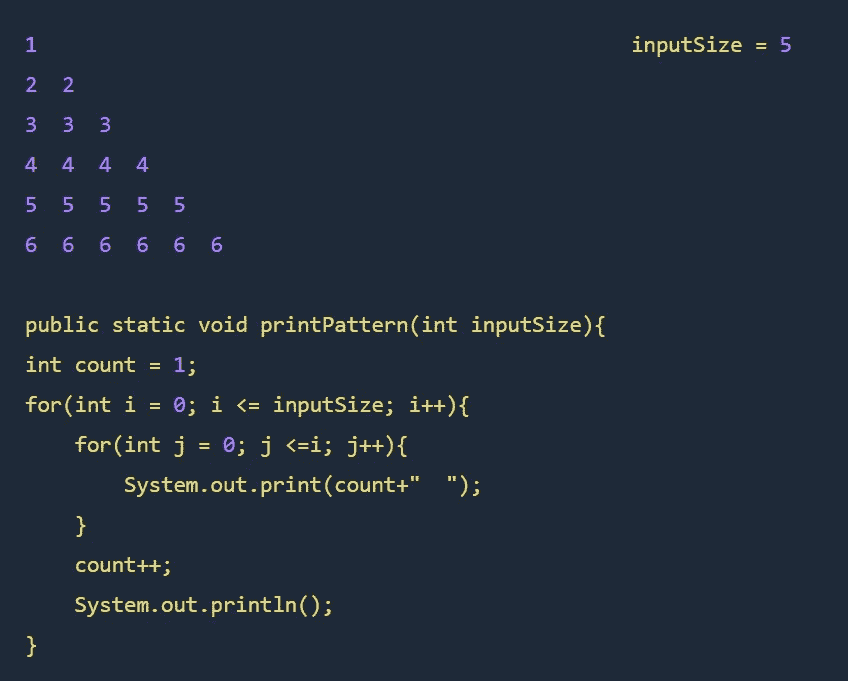 1 inputSize = 5
2  2
3  3  3
4  4  4  4
5  5  5  5  5
6  6  6  6  6  6
public static void printPattern(int inputSize){
int count = 1;
for(int i = 0; i <= inputSize; i++){
    for(int j = 0; j <=i; j++){
        System.out.print(count+"  ");
    }
    count++;
    System.out.println();
}